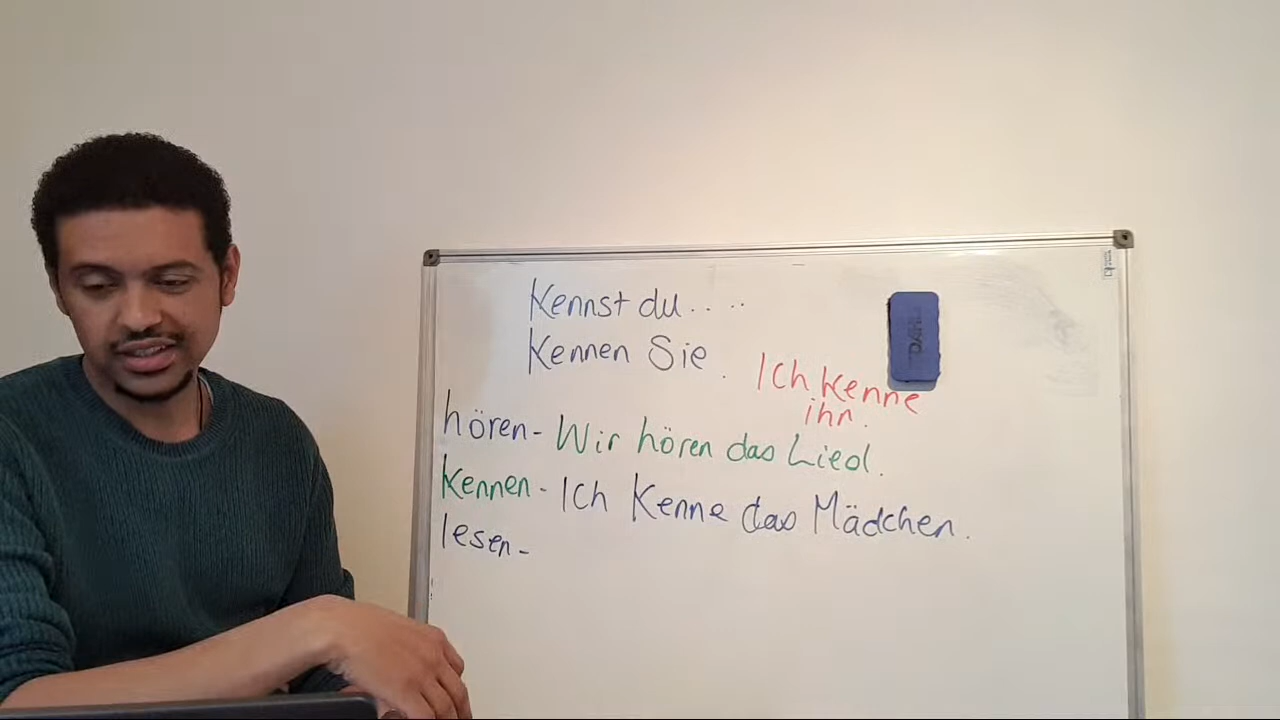 Kennst du....
Kennen Sie.
Ich kenne
ihn.
hören- Wir hören das Lied.
kennen- Ich kenne das Mädchen.
lesen-